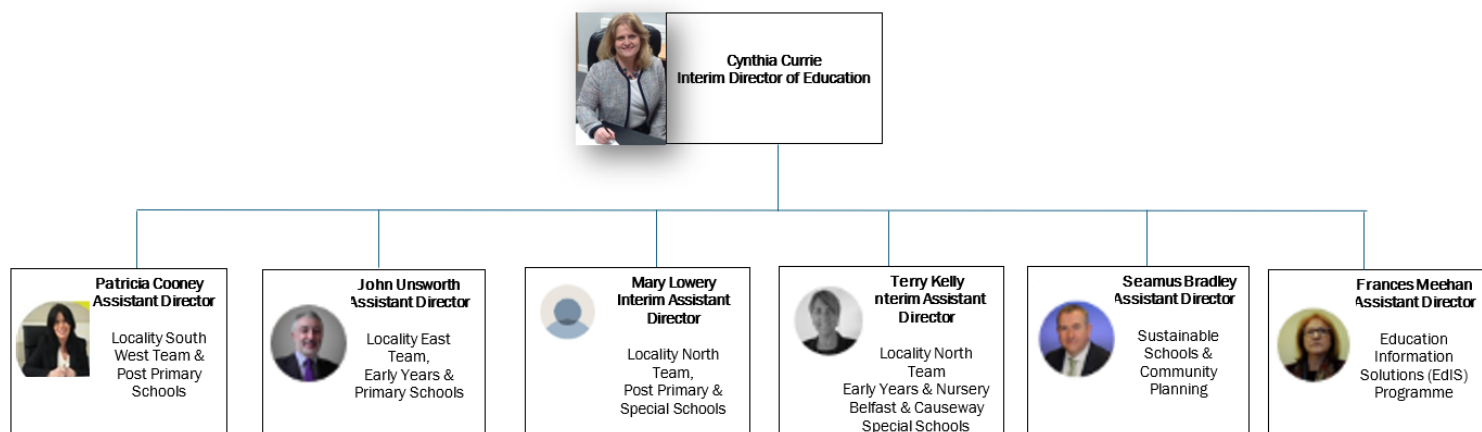 Cynthia Currie
Interim Director of Education
Patricia Cooney
Assistant Director
Locality South
West Team &
Post Primary
Schools
John Unsworth
Assistant Director
Locality East
Team,
Early Years &
Primary Schools
Mary Lowery
Interim Assistant
Director
Locality North
Team,
Post Primary &
Special Schools
Terry Kelly
nterim Assistant
Director
Locality North
Team
Early Years & Nursery
Belfast & Causeway
Special Schools
Seamus Bradley
Assistant Director
Sustainable
Schools &
Community
Planning
Frances Meehan
Assistant Director
Education
Information
Solutions (EdIS)
Programme